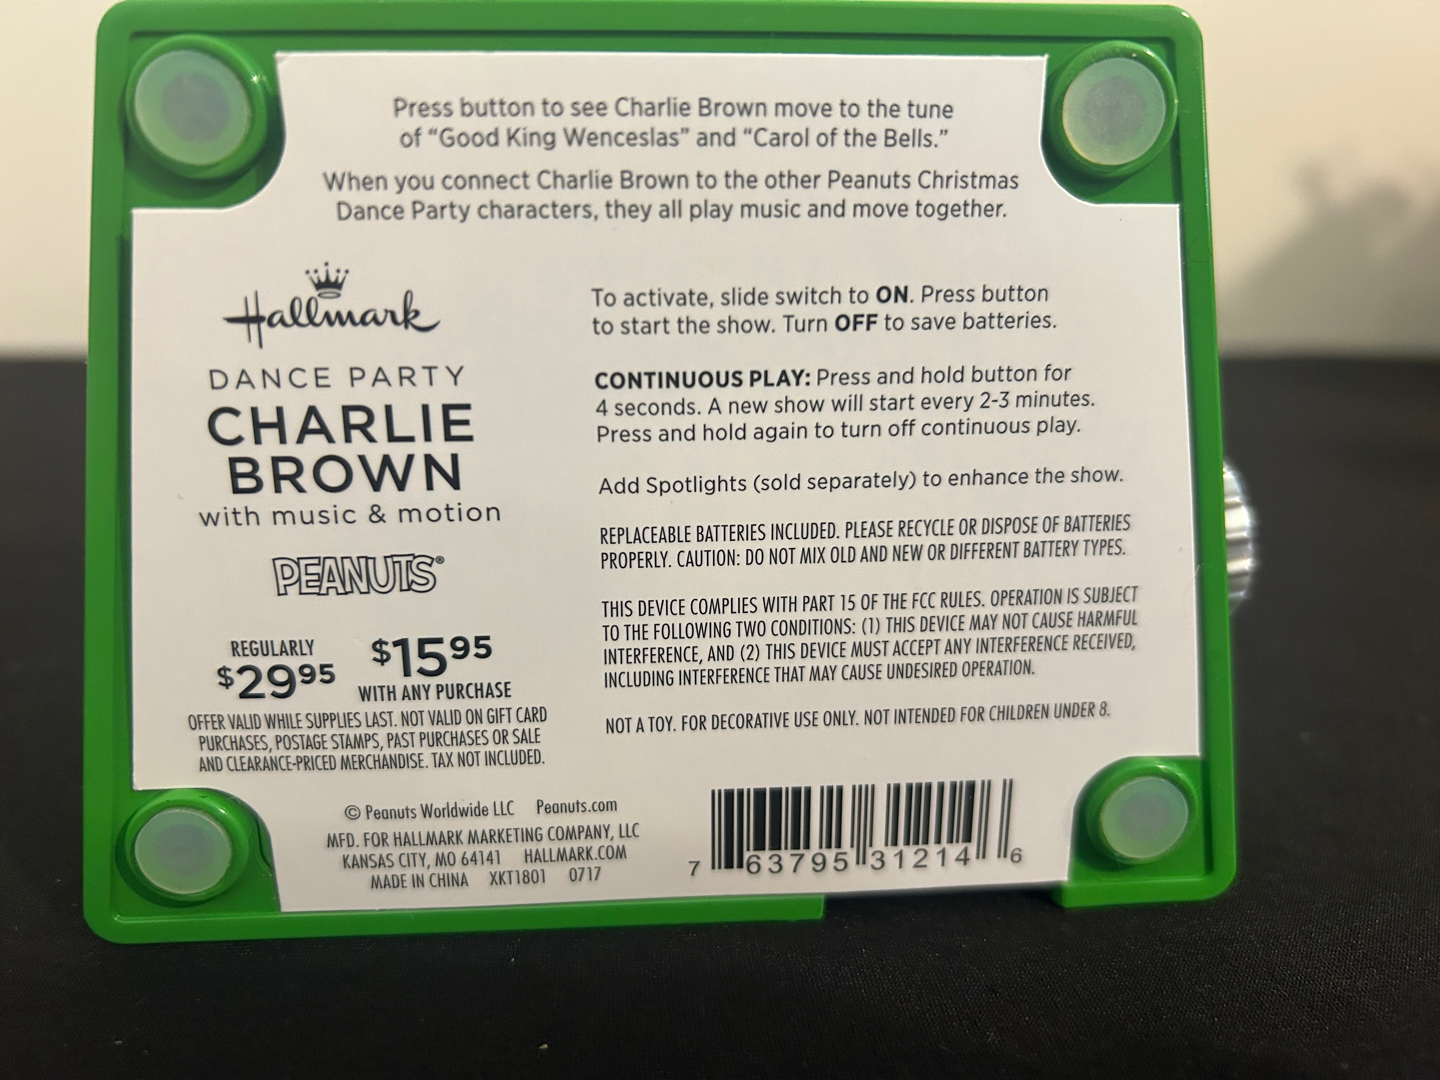 Press button to see Charlie Brown move to the tune
of “Good King Wenceslas” and “Carol of the Bells.”
When you connect Charlie Brown to the other Peanuts Christmas
Dance Party characters, they all play music and move together.
Hallmark
DANCE PARTY
CHARLIE
BROWN
with music & motion
PEANUTS®
REGULARLY
$29.95
$15.95
WITH ANY PURCHASE
OFFER VALID WHILE SUPPLIES LAST. NOT VALID ON GIFT CARD
PURCHASES, POSTAGE STAMPS, PAST PURCHASES OR SALE
AND CLEARANCE-PRICED MERCHANDISE. TAX NOT INCLUDED.
To activate, slide switch to ON. Press button
to start the show. Turn OFF to save batteries.
CONTINUOUS PLAY: Press and hold button for
4 seconds. A new show will start every 2-3 minutes.
Press and hold again to turn off continuous play.
Add Spotlights (sold separately) to enhance the show.
REPLACEABLE BATTERIES INCLUDED. PLEASE RECYCLE OR DISPOSE OF BATTERIES
PROPERLY. CAUTION: DO NOT MIX OLD AND NEW OR DIFFERENT BATTERY TYPES.
THIS DEVICE COMPLIES WITH PART 15 OF THE FCC RULES. OPERATION IS SUBJECT
TO THE FOLLOWING TWO CONDITIONS: (1) THIS DEVICE MAY NOT CAUSE HARMFUL
INTERFERENCE, AND (2) THIS DEVICE MUST ACCEPT ANY INTERFERENCE RECEIVED,
INCLUDING INTERFERENCE THAT MAY CAUSE UNDESIRED OPERATION.
NOT A TOY. FOR DECORATIVE USE ONLY. NOT INTENDED FOR CHILDREN UNDER 8.
© Peanuts Worldwide LLC Peanuts.com
MFD. FOR HALLMARK MARKETING COMPANY, LLC
KANSAS CITY, MO 64141 HALLMARK.COM
MADE IN CHINA XKT1801 0717
7 63795 31214 6